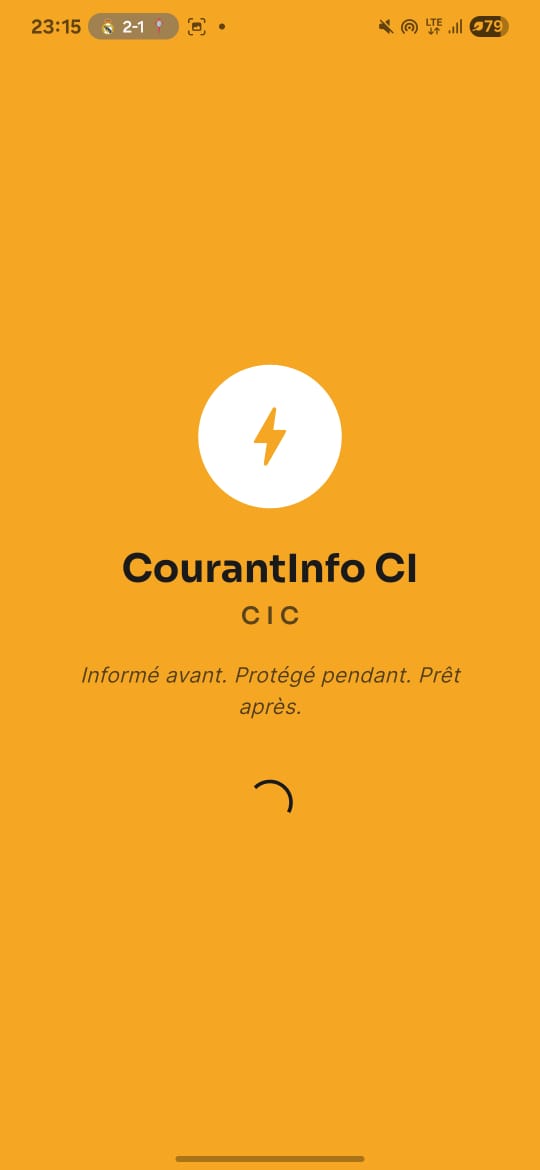 23:15 2-1 LTE 79
CourantInfo CI
CIC
Informé avant. Protégé pendant. Prêt
après.